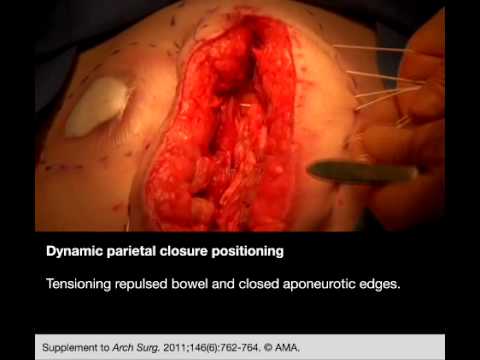 Dynamic parietal closure positioning
Tensioning repulsed bowel and closed aponeurotic edges.
Supplement to Arch Surg. 2011;146(6):762-764. © AMA.